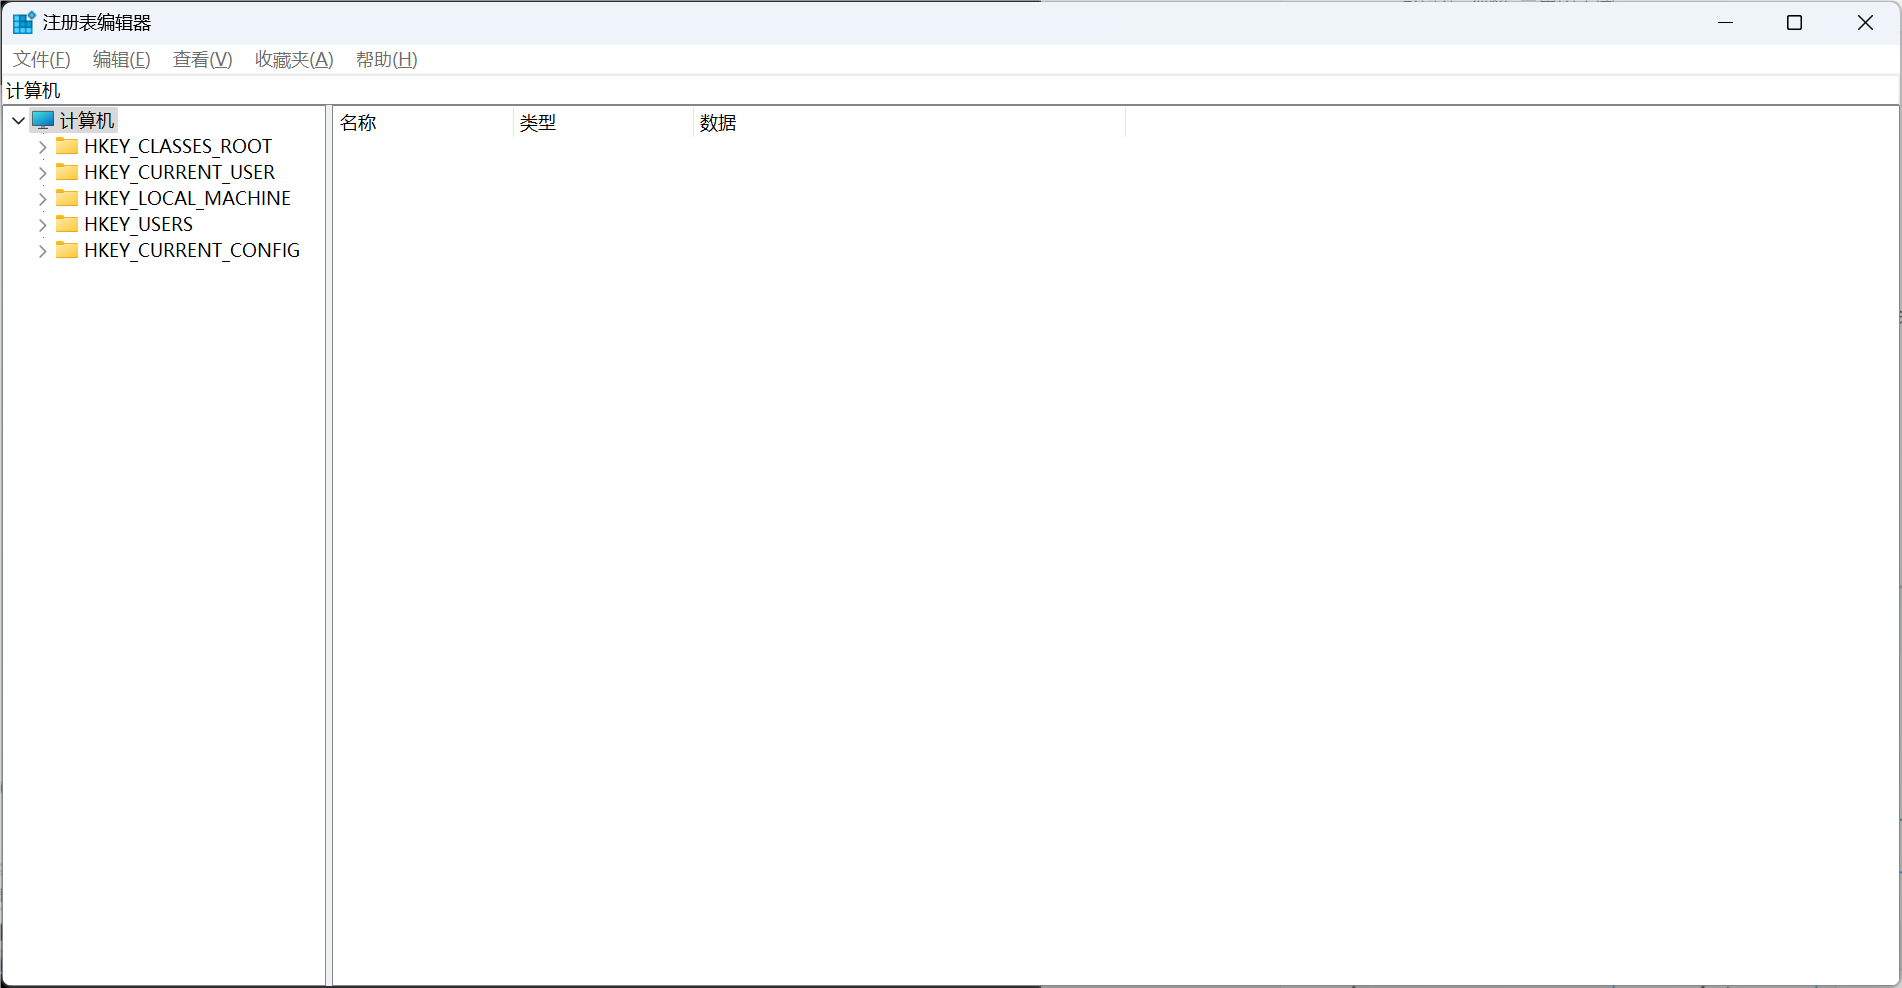 注册表编辑器
文件(F) 编辑(E) 查看(V) 收藏夹(A) 帮助(H)
计算机
计算机
HKEY_CLASSES_ROOT
HKEY_CURRENT_USER
HKEY_LOCAL_MACHINE
HKEY_USERS
HKEY_CURRENT_CONFIG
名称 类型 数据